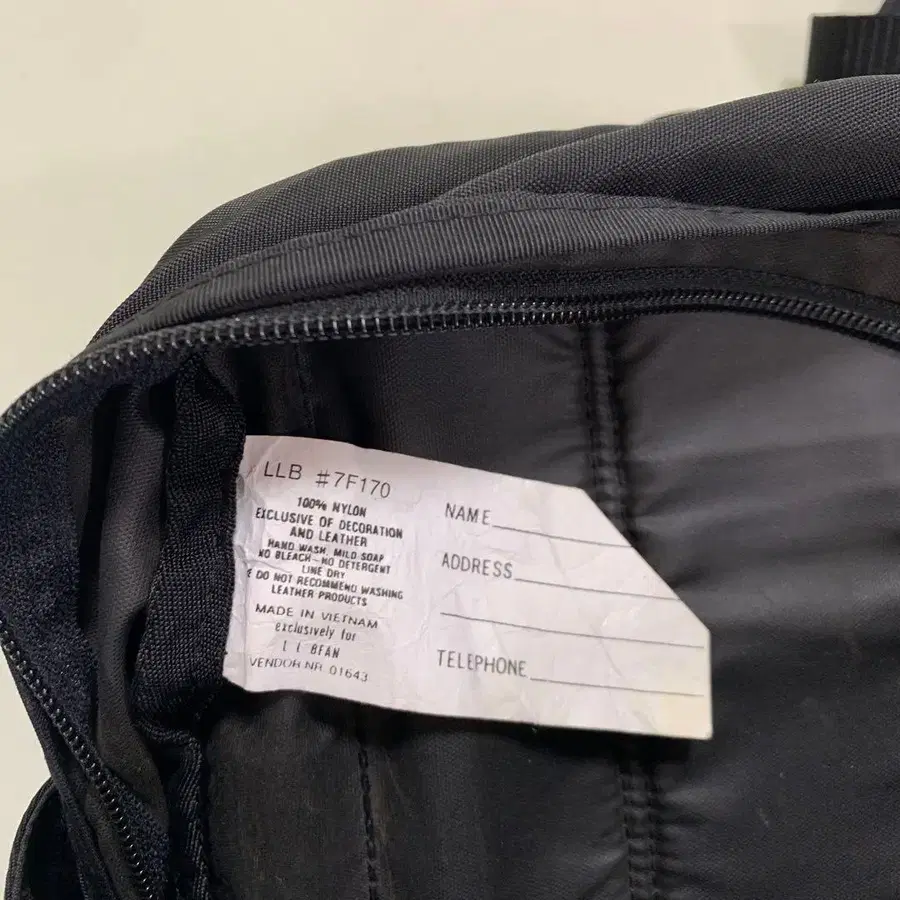 LLB #7F170
100% NYLON
EXCLUSIVE OF DECORATION
AND LEATHER
HAND WASH, MILD SOAP
NO BLEACH-NO DETERGENT
LINE DRY
E DO NOT RECOMMEND WASHING
LEATHER PRODUCTS
MADE IN VIETNAM
exclusively for
L L BEAN
VENDOR NR 01643
NAME
ADDRESS
TELEPHONE